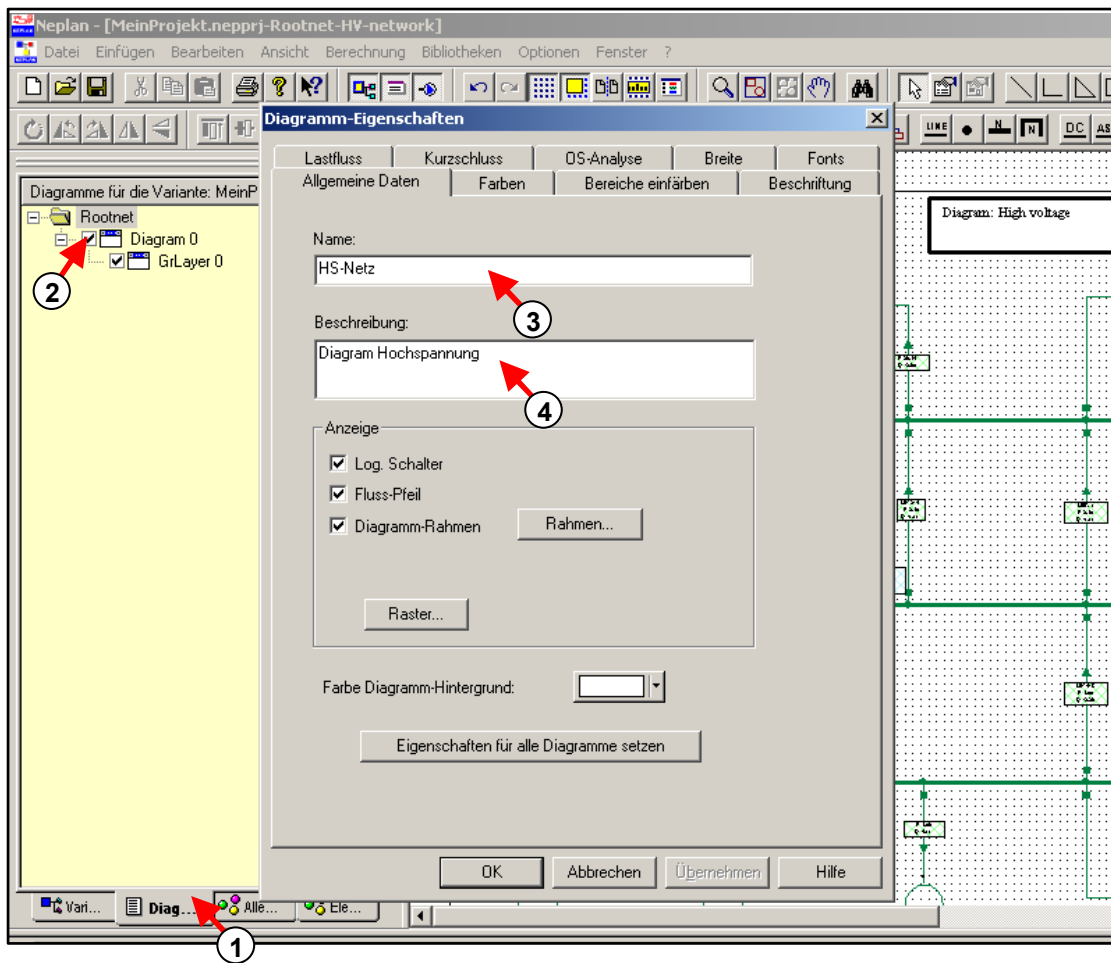 Neplan - [MeinProjekt.nepprj-Rootnet-HV-network]
Datei Einfügen Bearbeiten Ansicht Berechnung Bibliotheken Optionen Fenster ?
LINE N N DC
Diagramm-Eigenschaften
Lastfluss Kurzschluss OS-Analyse Breite Fonts
Allgemeine Daten Farben Bereiche einfärben Beschriftung
Diagramme für die Variante: MeinP
Rootnet
Diagram 0
GrLayer 0
2
Name:
HS-Netz
3
Beschreibung:
Diagram Hochspannung
4
Anzeige
Log. Schalter
Fluss-Pfeil
Diagramm-Rahmen
Rahmen...
Raster...
Farbe Diagramm-Hintergrund:
Eigenschaften für alle Diagramme setzen
OK Abbrechen Übernehmen Hilfe
Diagram: High voltage
Vari... Diag... Alle... Ele...
1